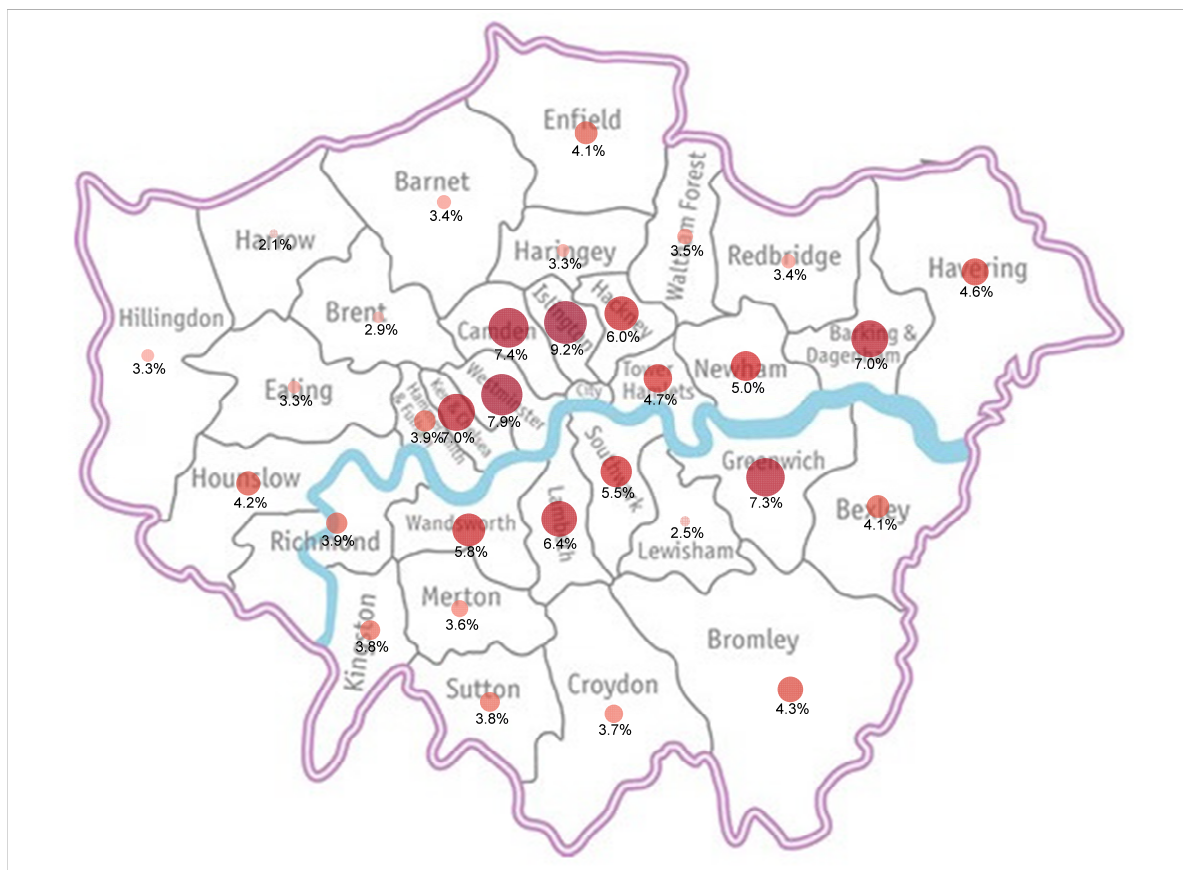 Enfield
4.1%
Barnet
3.4%
Harrow
2.1%
Haringey
3.3%
Waltham Forest
3.5%
Redbridge
3.4%
Havering
4.6%
Hillingdon
3.3%
Brent
2.9%
Camden
7.4%
Islington
9.2%
Hackney
6.0%
Barking &
Dagenham
7.0%
Ealing
3.3%
Westminster
7.9%
City
Tower
Hamlets
4.7%
Newham
5.0%
Hammersmith
& Fulham
3.9%
Ken & Chelsea
7.0%
Hounslow
4.2%
Richmond
3.9%
Wandsworth
5.8%
Lambeth
6.4%
Southwark
5.5%
Lewisham
2.5%
Greenwich
7.3%
Bexley
4.1%
Kingston
3.8%
Merton
3.6%
Sutton
3.8%
Croydon
3.7%
Bromley
4.3%